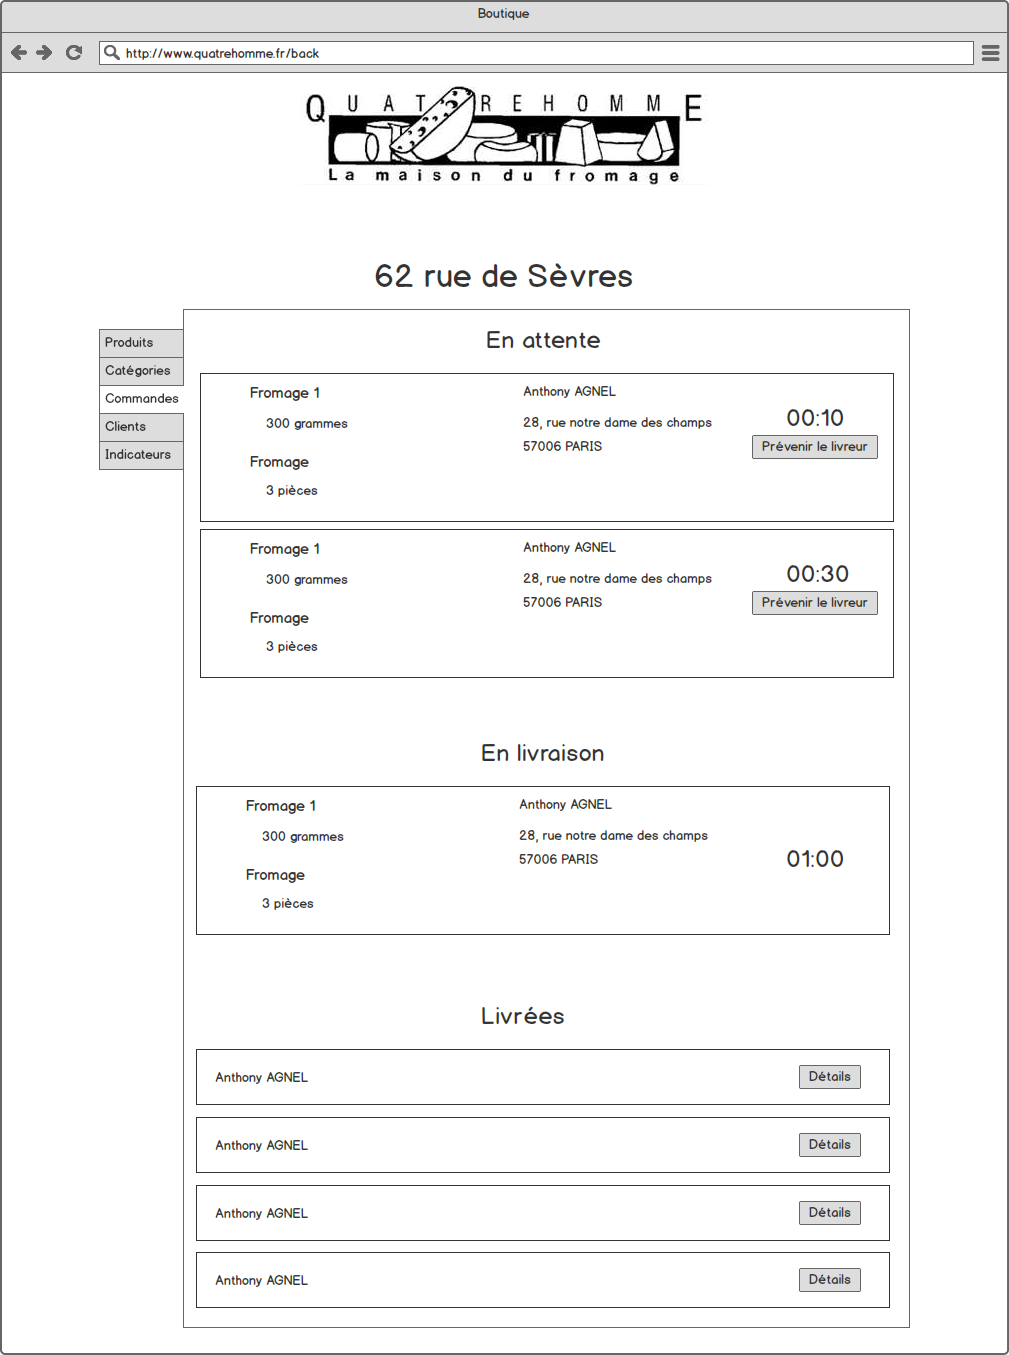 Boutique
http://www.quatrehomme.fr/back
QUATREHOMME
La maison du fromage
62 rue de Sèvres
Produits
Catégories
Commandes
Clients
Indicateurs
En attente
Fromage 1
300 grammes
Fromage
3 pièces
Anthony AGNEL
28, rue notre dame des champs
57006 PARIS
00:10
Prévenir le livreur
Fromage 1
300 grammes
Fromage
3 pièces
Anthony AGNEL
28, rue notre dame des champs
57006 PARIS
00:30
Prévenir le livreur
En livraison
Fromage 1
300 grammes
Fromage
3 pièces
Anthony AGNEL
28, rue notre dame des champs
57006 PARIS
01:00
Livrées
Anthony AGNEL
Détails
Anthony AGNEL
Détails
Anthony AGNEL
Détails
Anthony AGNEL
Détails